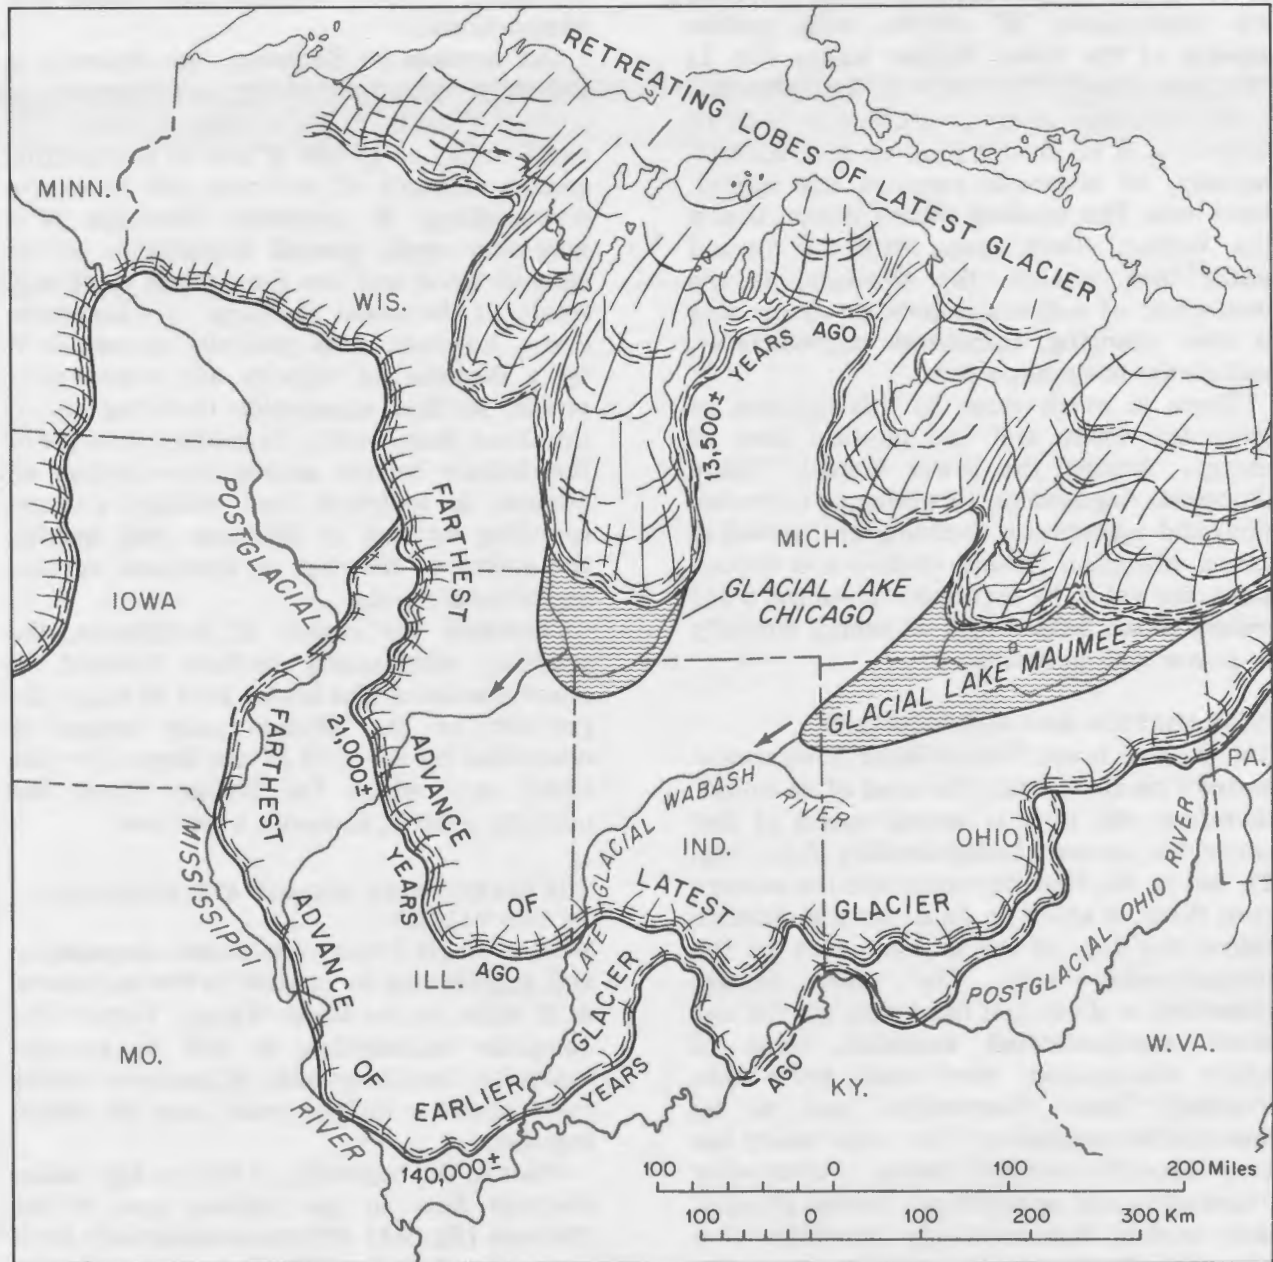 RETREATING LOBES OF LATEST GLACIER
13,500± YEARS AGO
MINN.
WIS.
MICH.
IOWA
POSTGLACIAL
MISSISSIPPI
RIVER
FARTHEST ADVANCE OF LATEST GLACIER
21,000± YEARS AGO
GLACIAL LAKE
CHICAGO
GLACIAL LAKE MAUMEE
FARTHEST ADVANCE OF EARLIER GLACIER
140,000± YEARS AGO
LATE GLACIAL WABASH RIVER
IND.
OHIO
PA.
ILL.
POSTGLACIAL OHIO RIVER
MO.
KY.
W.VA.
100 0 100 200 Miles
100 0 100 200 300 Km